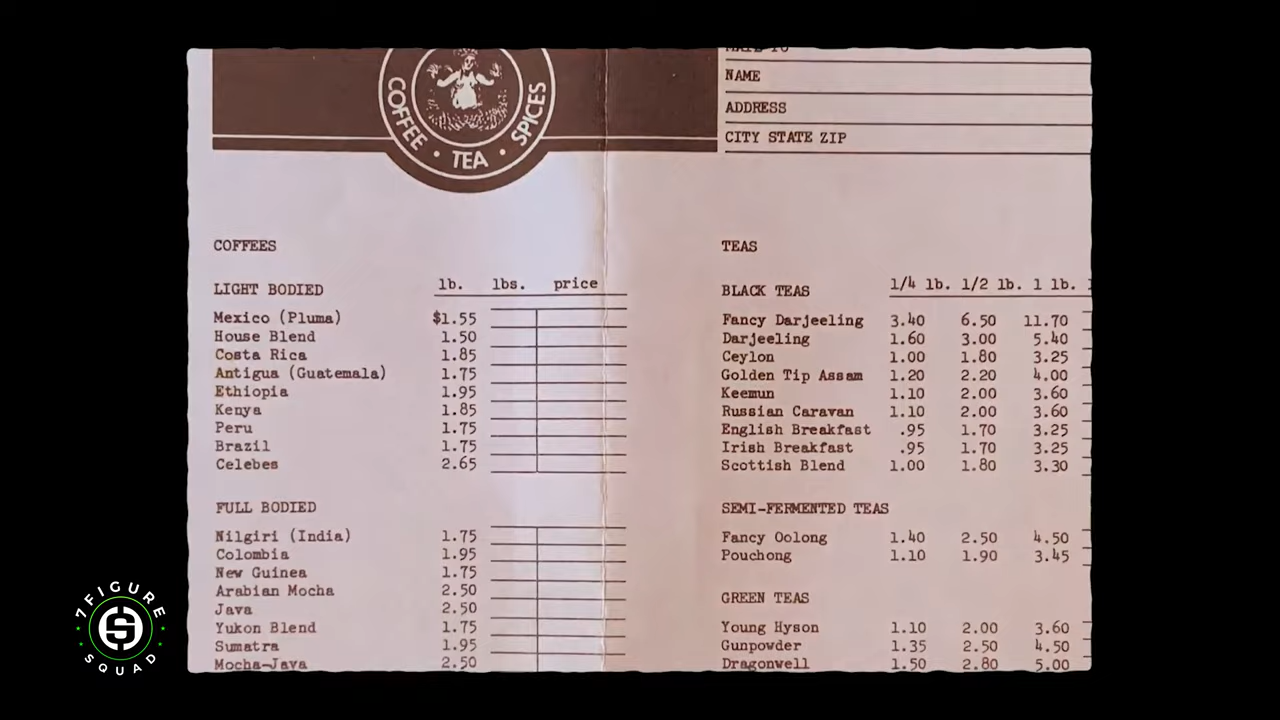 COFFEE • TEA • SPICES
NAME
ADDRESS
CITY STATE ZIP
COFFEES
LIGHT BODIED lb. lbs. price
Mexico (Pluma) $1.55
House Blend 1.50
Costa Rica 1.85
Antigua (Guatemala) 1.75
Ethiopia 1.95
Kenya 1.85
Peru 1.75
Brazil 1.75
Celebes 2.65
FULL BODIED
Nilgiri (India) 1.75
Colombia 1.95
New Guinea 1.75
Arabian Mocha 2.50
Java 2.50
Yukon Blend 1.75
Sumatra 1.95
Mocha-Java 2.50
TEAS
BLACK TEAS 1/4 lb. 1/2 lb. 1 lb.
Fancy Darjeeling 3.40 6.50 11.70
Darjeeling 1.60 3.00 5.40
Ceylon 1.00 1.80 3.25
Golden Tip Assam 1.20 2.20 4.00
Keemun 1.10 2.00 3.60
Russian Caravan 1.10 2.00 3.60
English Breakfast .95 1.70 3.25
Irish Breakfast .95 1.70 3.25
Scottish Blend 1.00 1.80 3.30
SEMI-FERMENTED TEAS
Fancy Oolong 1.40 2.50 4.50
Pouchong 1.10 1.90 3.45
GREEN TEAS
Young Hyson 1.10 2.00 3.60
Gunpowder 1.35 2.50 4.50
Dragonwell 1.50 2.80 5.00
7 FIGURE
SQUAD